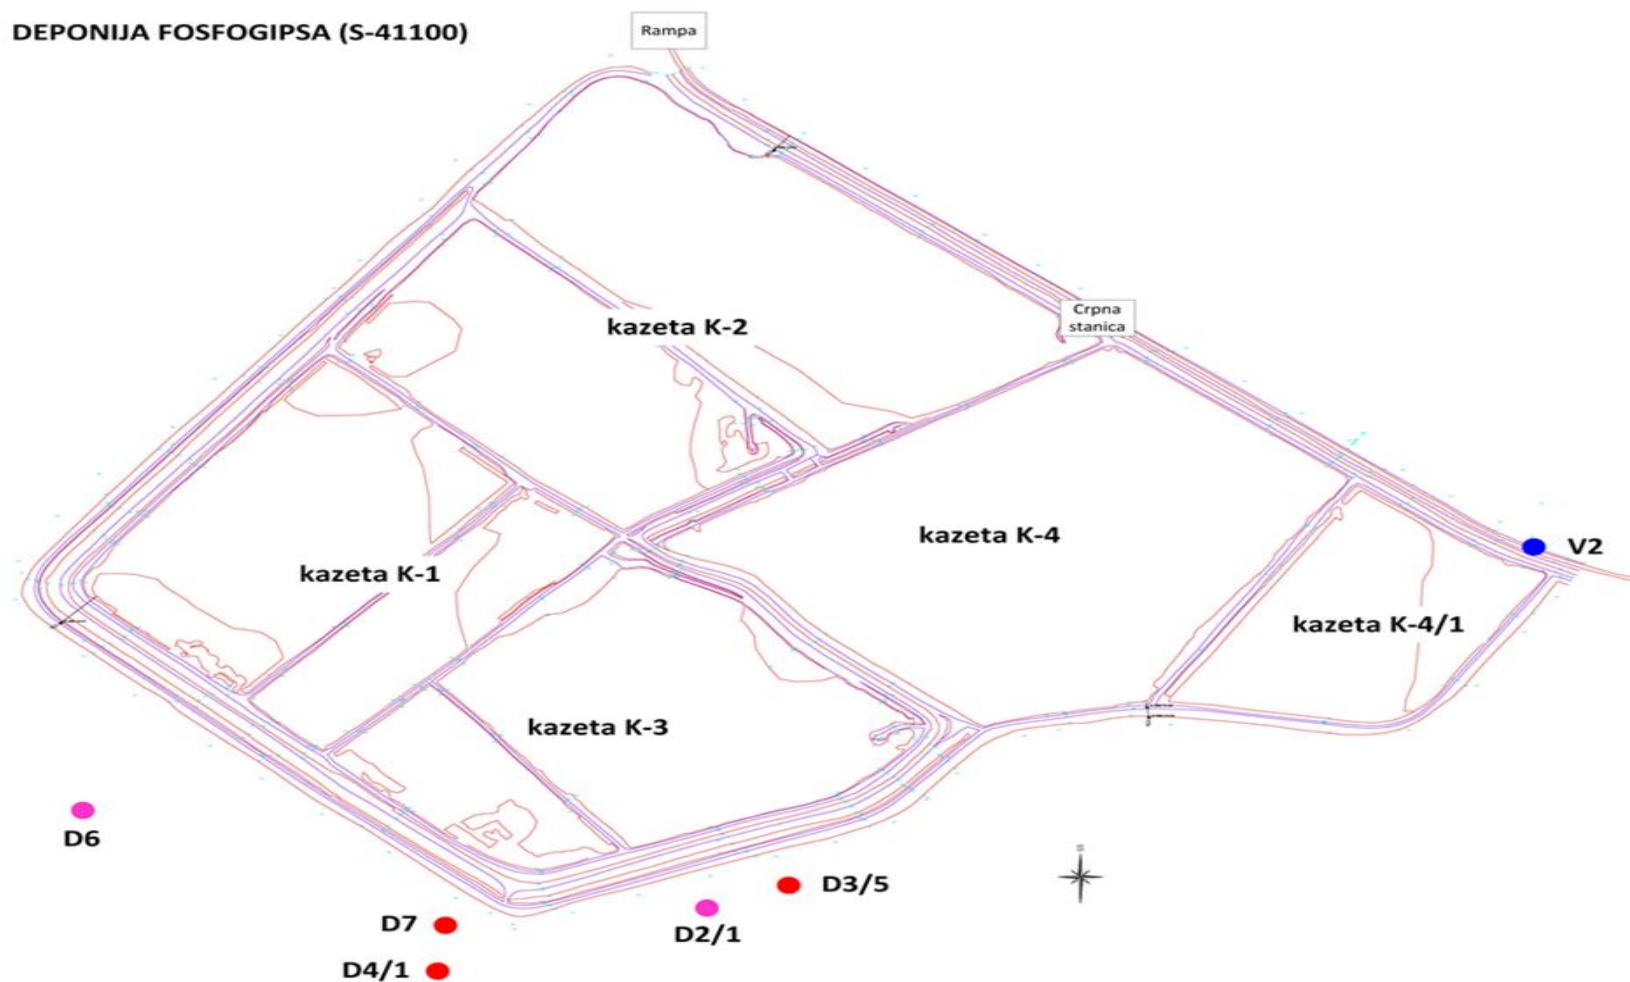 DEPONIJA FOSFOGIPSA (S-41100)
Rampa
Crpna
stanica
kazeta K-2
kazeta K-4
V2
kazeta K-1
kazeta K-4/1
kazeta K-3
D6
D3/5
D7
D2/1
D4/1